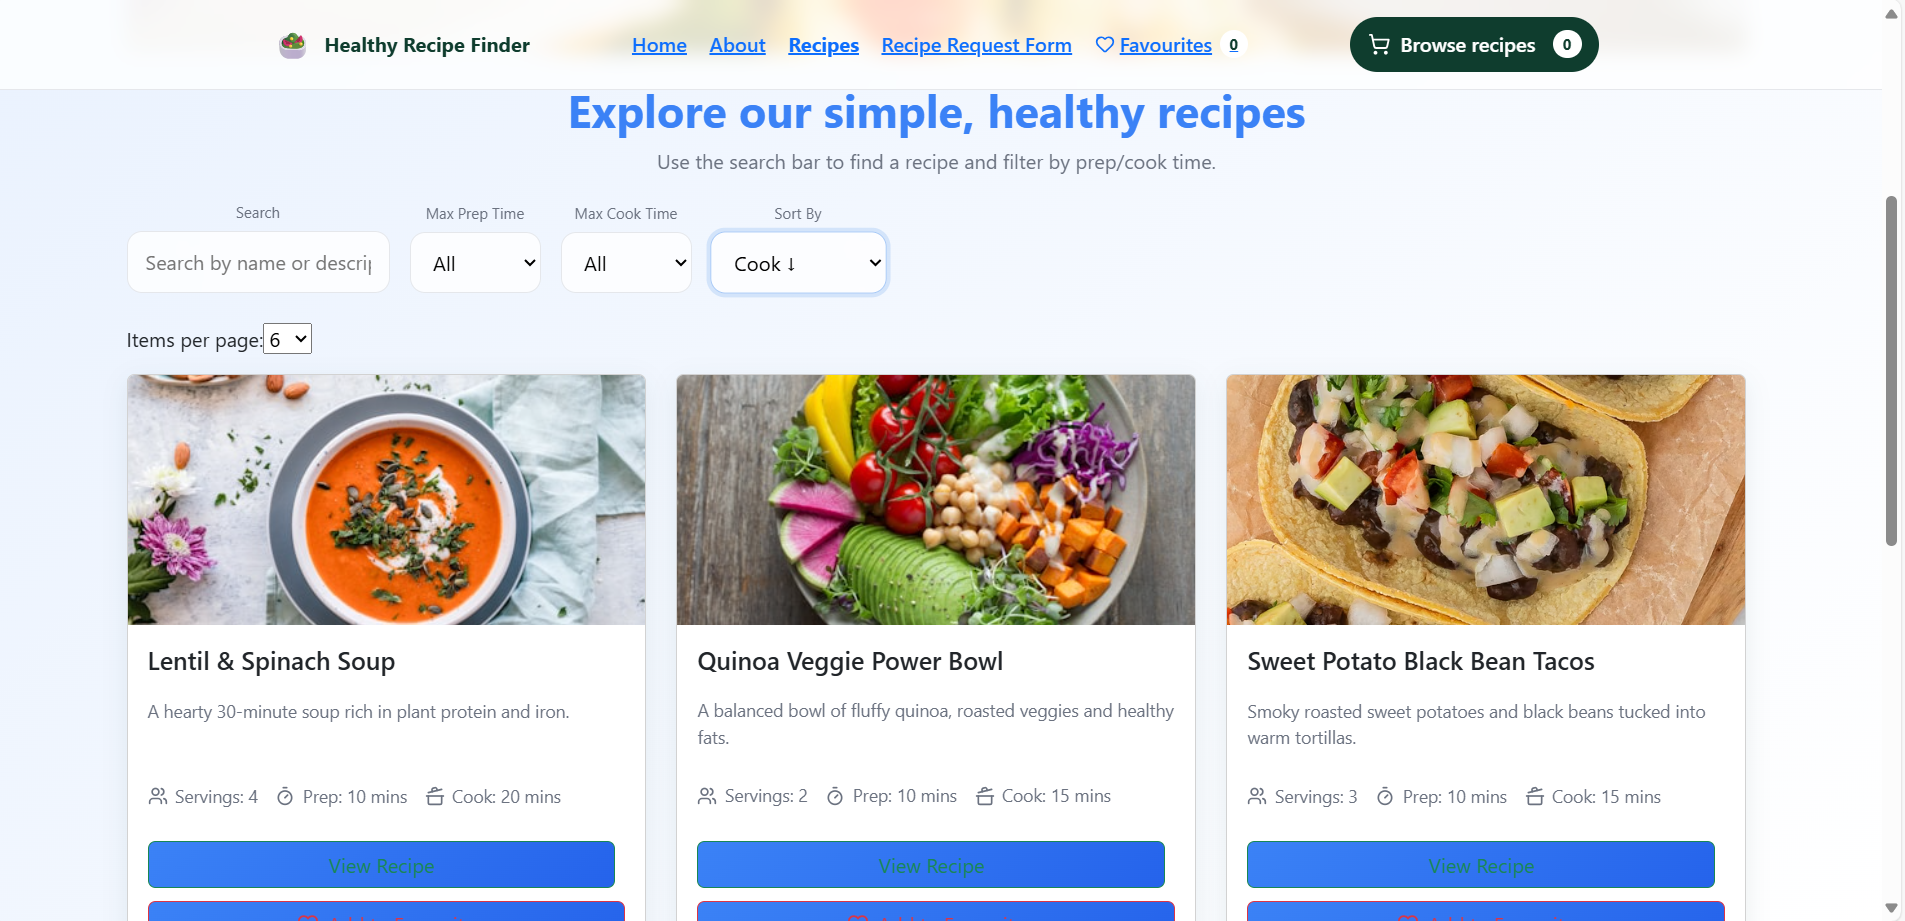 Healthy Recipe Finder
Home
About
Recipes
Recipe Request Form
Favourites 0
Browse recipes 0
Explore our simple, healthy recipes
Use the search bar to find a recipe and filter by prep/cook time.
Search
Max Prep Time
Max Cook Time
Sort By
Search by name or descrip
All
All
Cook ↓
Items per page: 6
Lentil & Spinach Soup
A hearty 30-minute soup rich in plant protein and iron.
Servings: 4 Prep: 10 mins Cook: 20 mins
View Recipe
Quinoa Veggie Power Bowl
A balanced bowl of fluffy quinoa, roasted veggies and healthy
fats.
Servings: 2 Prep: 10 mins Cook: 15 mins
View Recipe
Sweet Potato Black Bean Tacos
Smoky roasted sweet potatoes and black beans tucked into
warm tortillas.
Servings: 3 Prep: 10 mins Cook: 15 mins
View Recipe